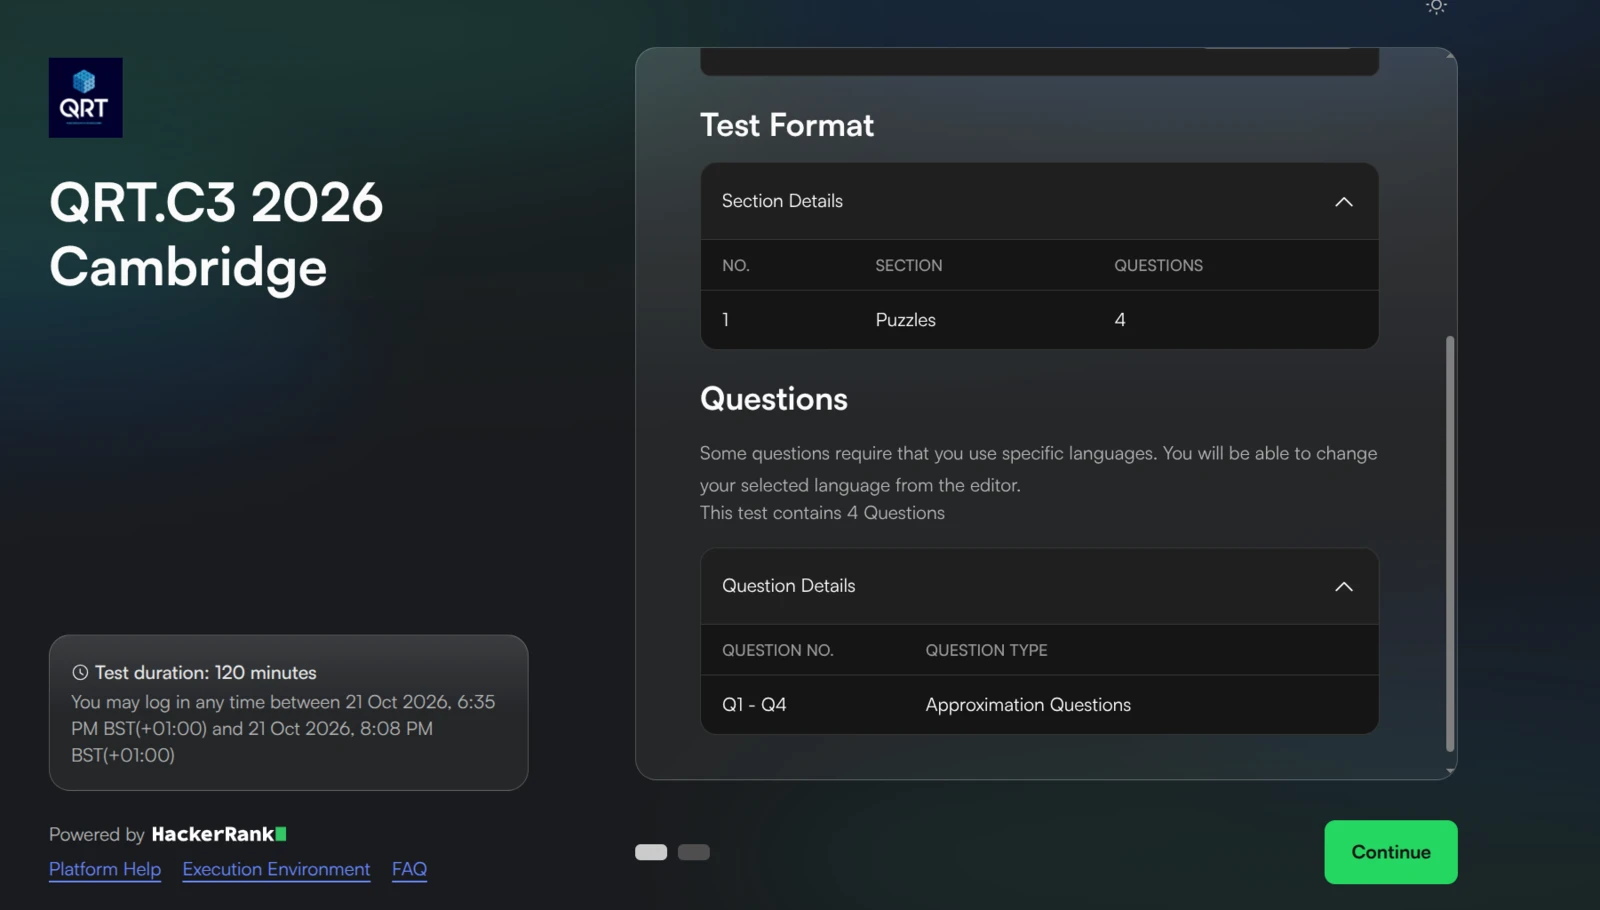 QRT
QRT.C3 2026
Cambridge
Test duration: 120 minutes
You may log in any time between 21 Oct 2026, 6:35
PM BST(+01:00) and 21 Oct 2026, 8:08 PM
BST(+01:00)
Powered by HackerRank
Platform Help Execution Environment FAQ
Test Format
Section Details
NO. SECTION QUESTIONS
1 Puzzles 4
Questions
Some questions require that you use specific languages. You will be able to change
your selected language from the editor.
This test contains 4 Questions
Question Details
QUESTION NO. QUESTION TYPE
Q1 - Q4 Approximation Questions
Continue